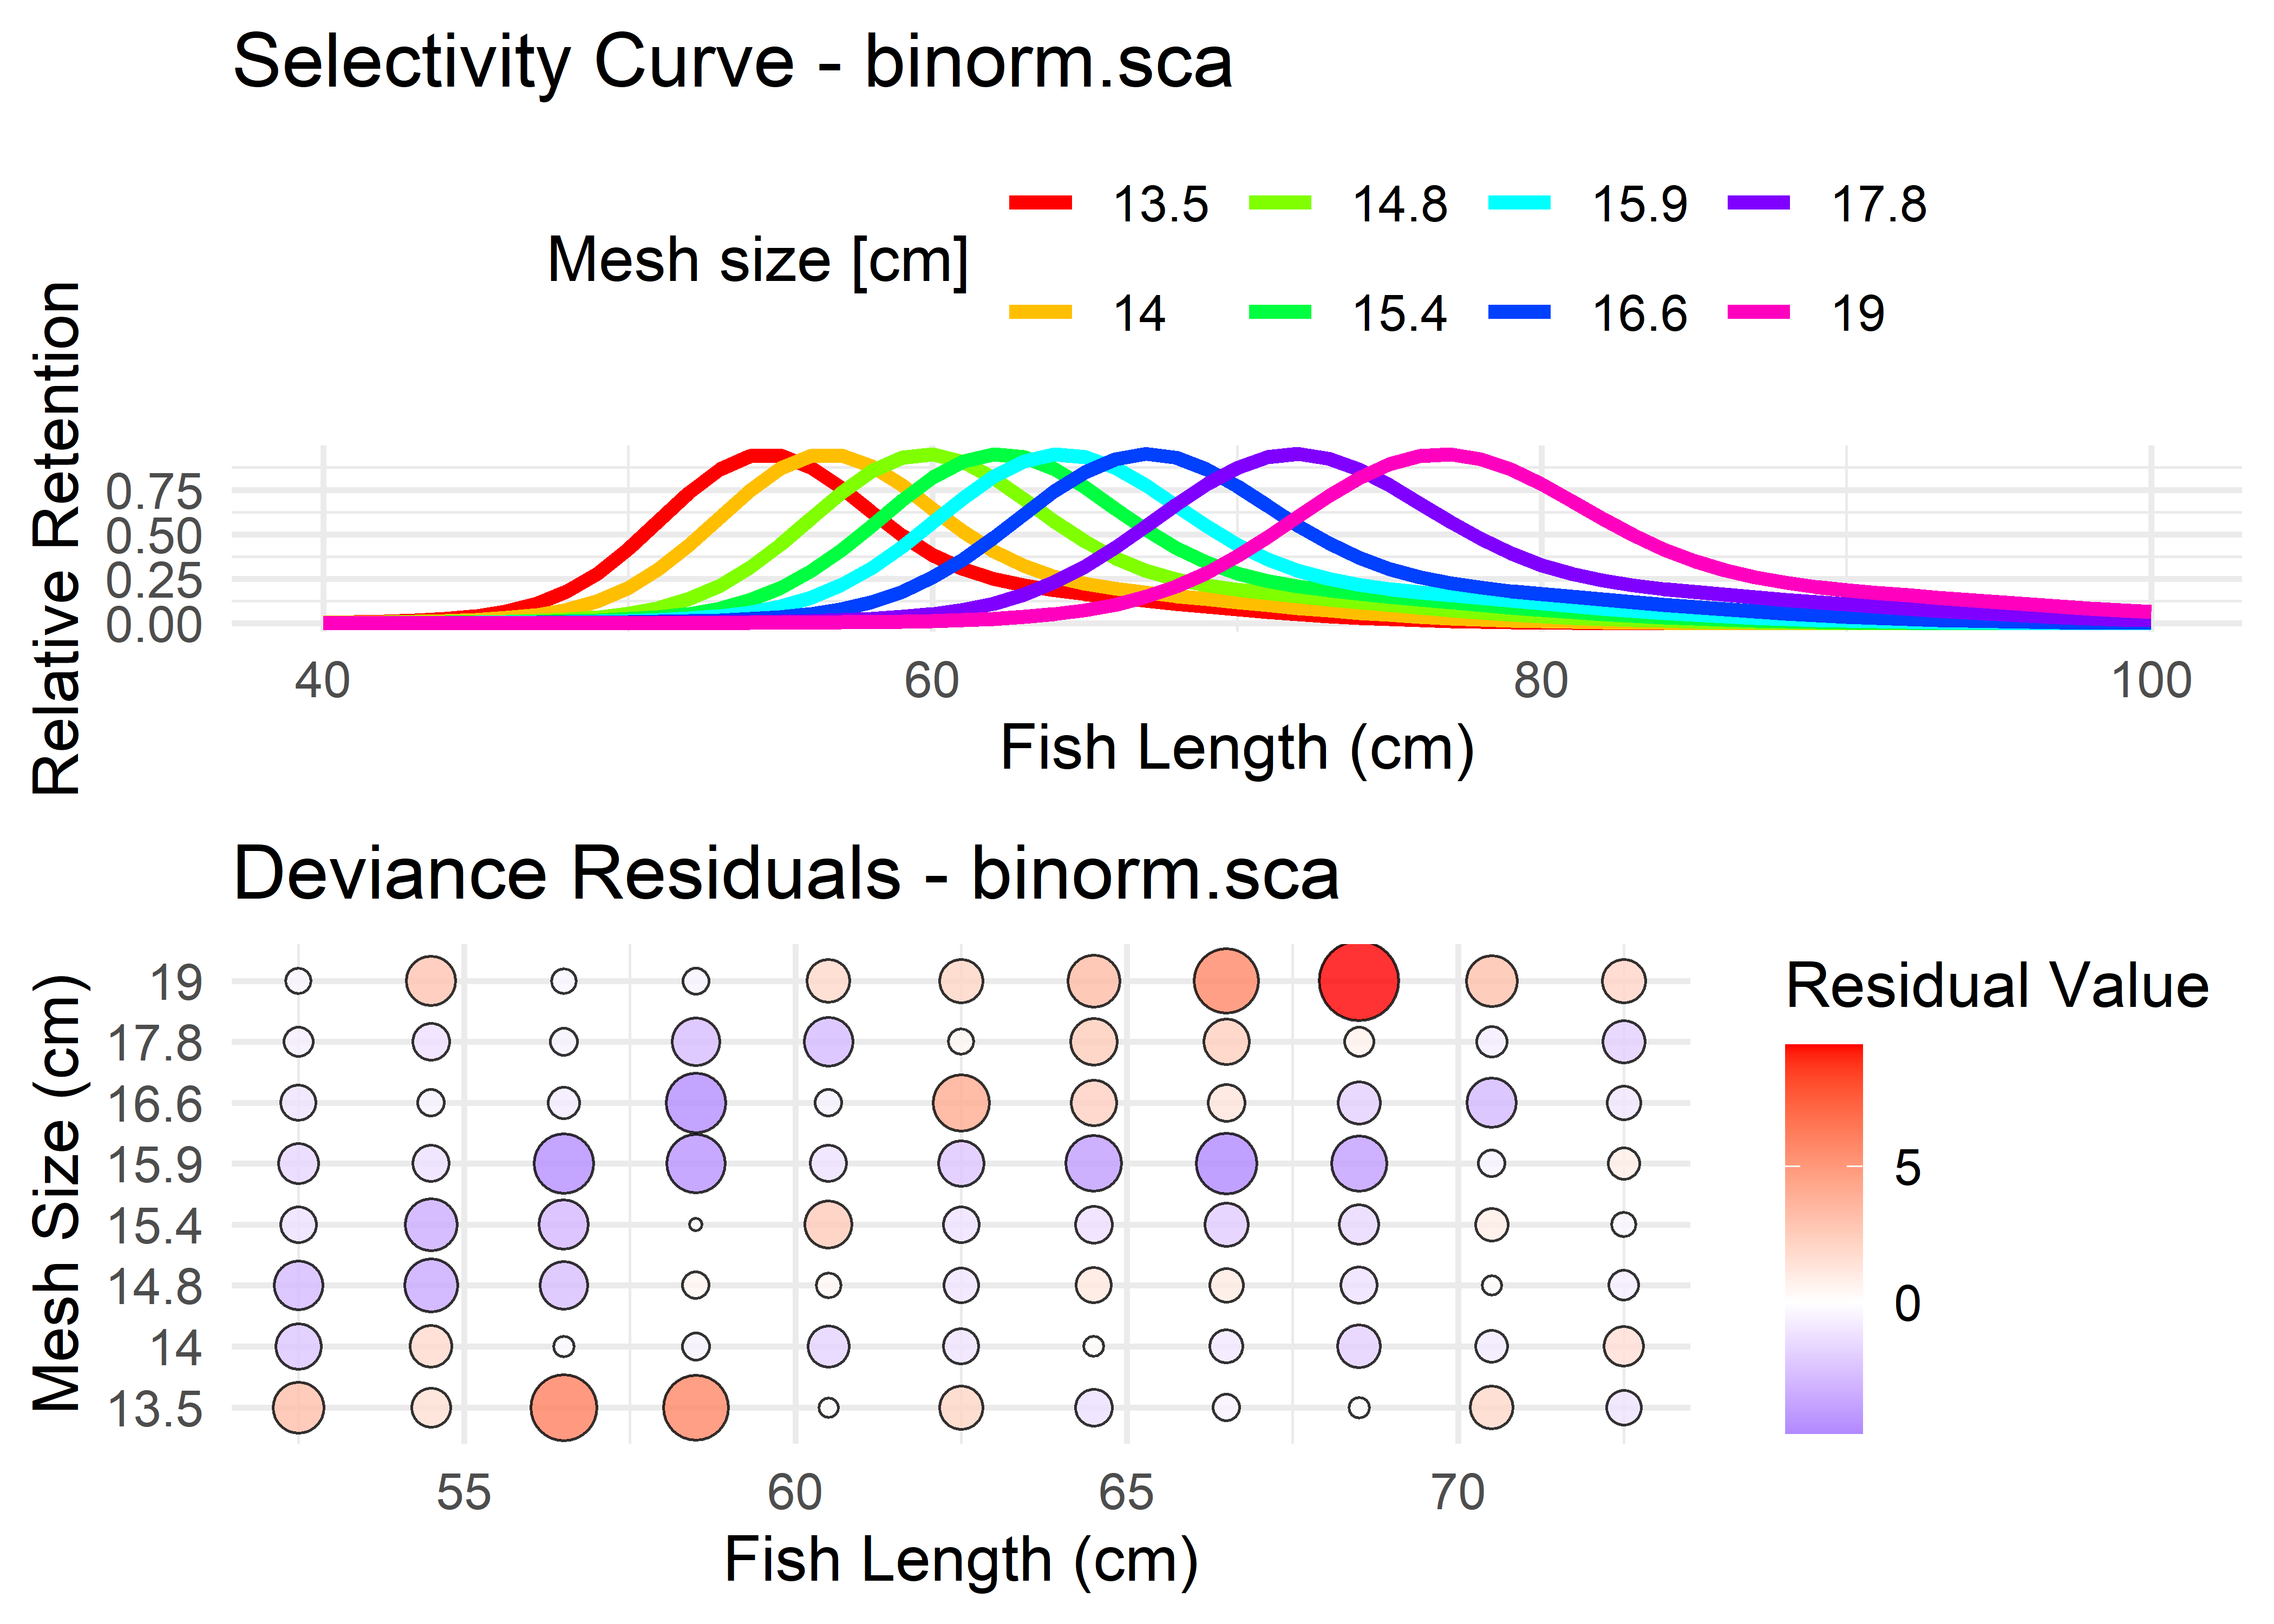 Selectivity Curve - binorm.sca
Mesh size [cm]
13.5 14.8 15.9 17.8
14 15.4 16.6 19
Relative Retention
0.75
0.50
0.25
0.00
40 60 80 100
Fish Length (cm)
Deviance Residuals - binorm.sca
Mesh Size (cm)
19
17.8
16.6
15.9
15.4
14.8
14
13.5
55 60 65 70
Fish Length (cm)
Residual Value
5
0